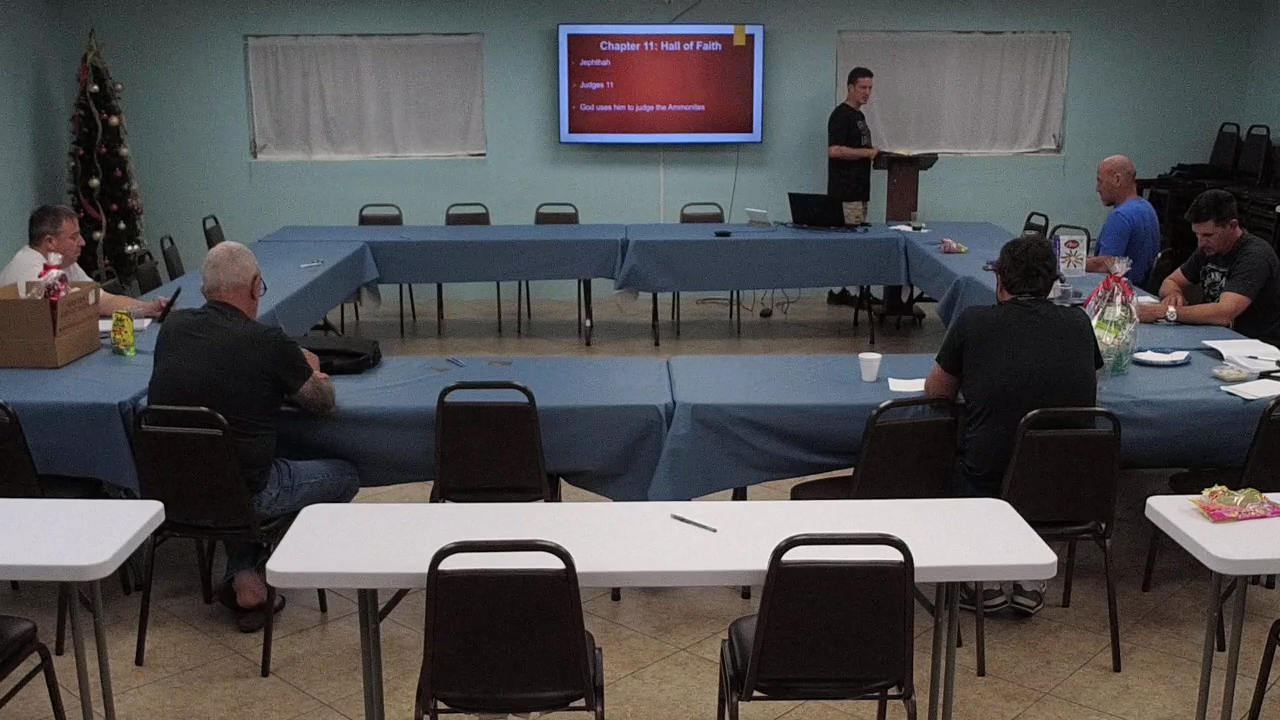 Chapter 11: Hall of Faith
Jephthah
Judges 11
God uses him to judge the Ammonites